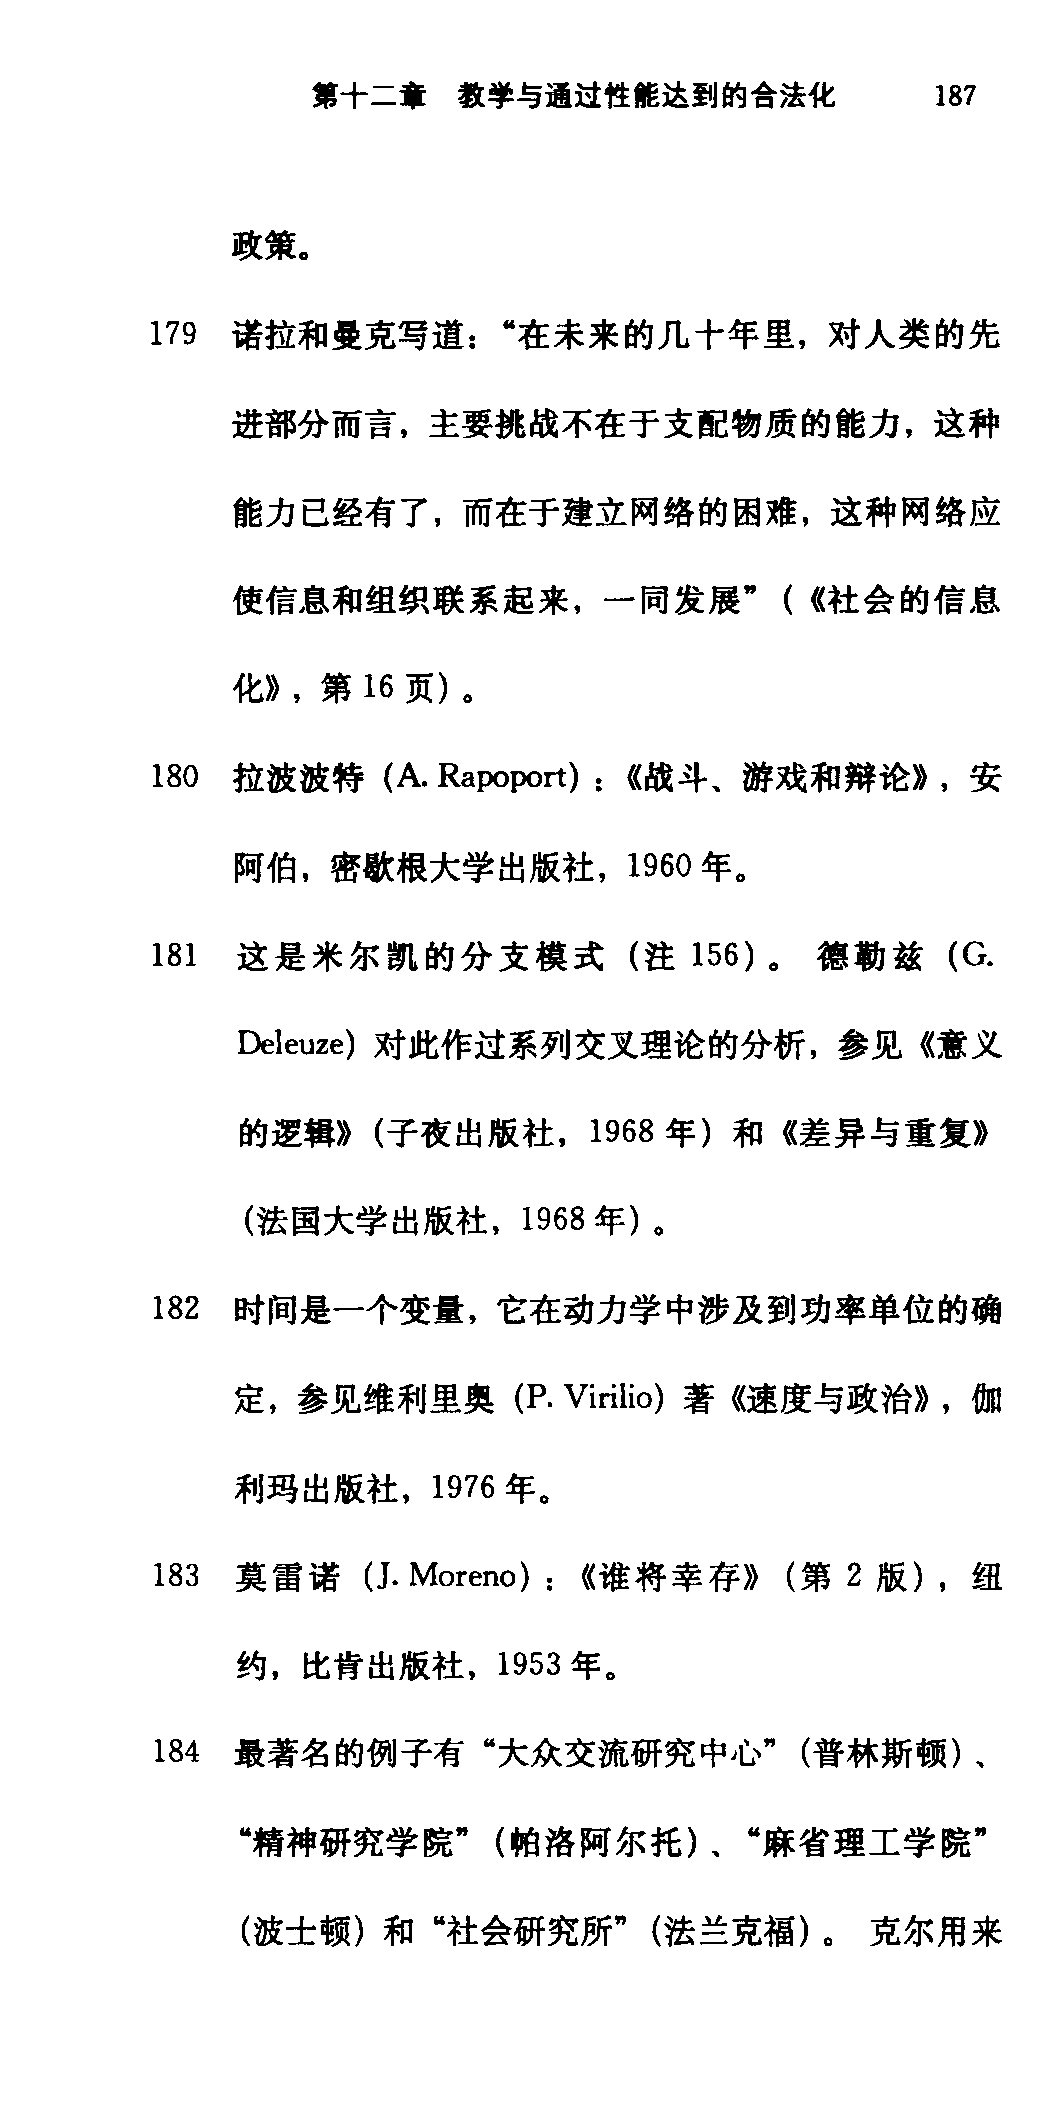 第十二章 教学与通过性能达到的合法化 187
政策。
179 诺拉和曼克写道：“在未来的几十年里，对人类的先
进部分而言，主要挑战不在于支配物质的能力，这种
能力已经有了，而在于建立网络的困难，这种网络应
使信息和组织联系起来，一同发展”（《社会的信息
化》，第 16 页）。
180 拉波波特（A. Rapoport）：《战斗、游戏和辩论》，安
阿伯，密歇根大学出版社，1960 年。
181 这是米尔凯的分支模式（注 156）。 德勒兹（G.
Deleuze）对此作过系列交叉理论的分析，参见《意义
的逻辑》（子夜出版社，1968 年）和《差异与重复》
（法国大学出版社，1968 年）。
182 时间是一个变量，它在动力学中涉及到功率单位的确
定，参见维利里奥（P. Virilio）著《速度与政治》，伽
利玛出版社，1976 年。
183 莫雷诺（J. Moreno）：《谁将幸存》（第 2 版），纽
约，比肯出版社，1953 年。
184 最著名的例子有“大众交流研究中心”（普林斯顿）、
“精神研究学院”（帕洛阿尔托）、“麻省理工学院”
（波士顿）和“社会研究所”（法兰克福）。 克尔用来